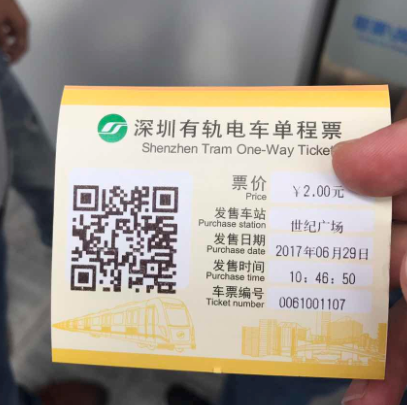 深圳有轨电车单程票
Shenzhen Tram One-Way Ticket
票价 ¥2.00元
Price
发售车站 世纪广场
Purchase station
发售日期 2017年06月29日
Purchase date
发售时间 10:46:50
Purchase time
车票编号 0061001107
Ticket number